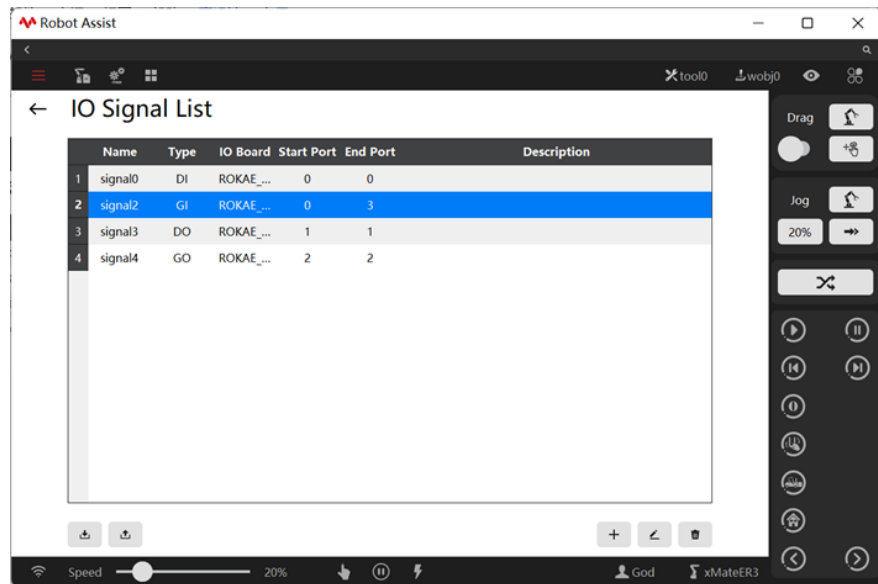 Robot Assist
tool0
wobj0
IO Signal List
Name Type IO Board Start Port End Port Description
1 signal0 DI ROKAE_... 0 0
2 signal2 GI ROKAE_... 0 3
3 signal3 DO ROKAE_... 1 1
4 signal4 GO ROKAE_... 2 2
Drag
Jog
20%
Speed 20% God xMateER3